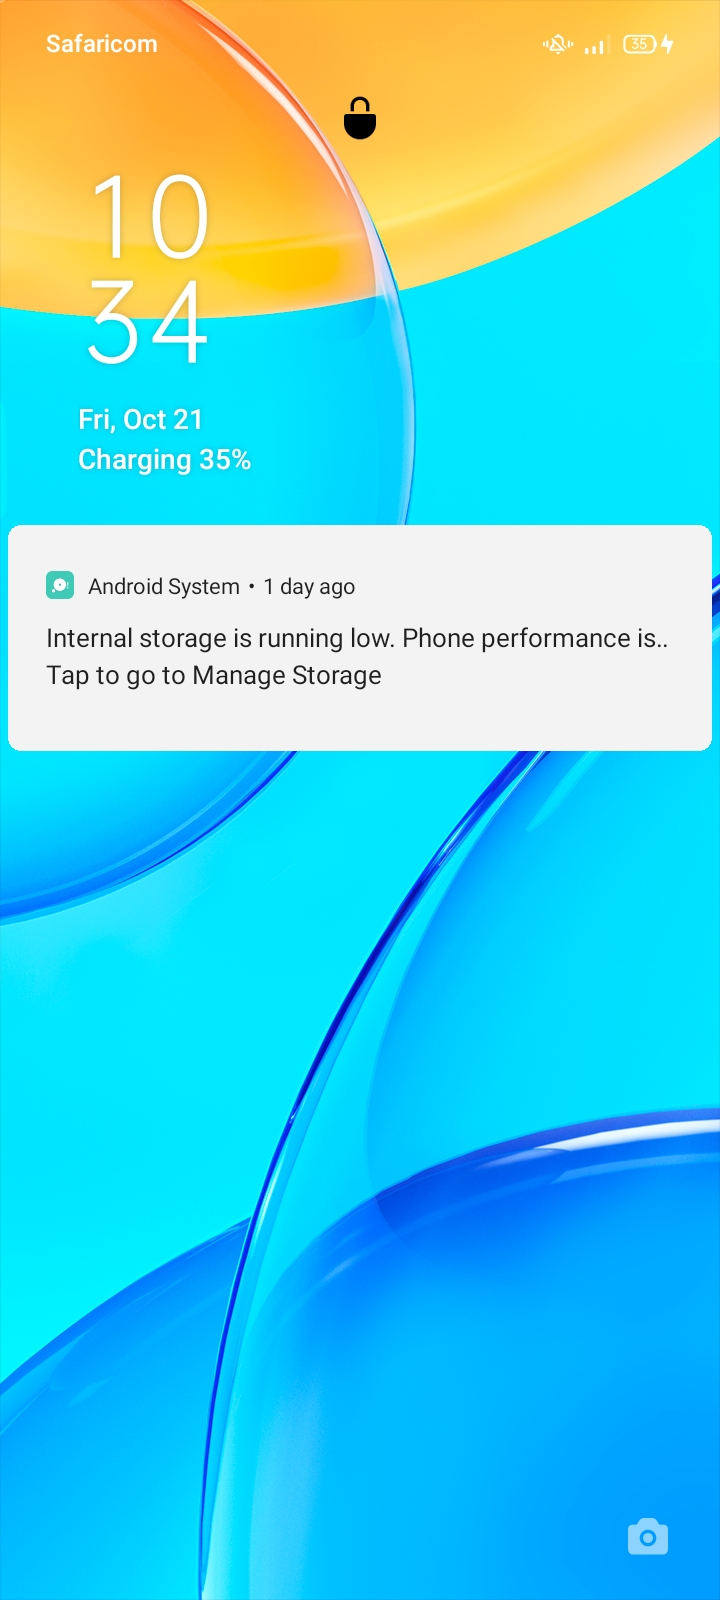 Safaricom
35
10
34
Fri, Oct 21
Charging 35%
Android System • 1 day ago
Internal storage is running low. Phone performance is..
Tap to go to Manage Storage